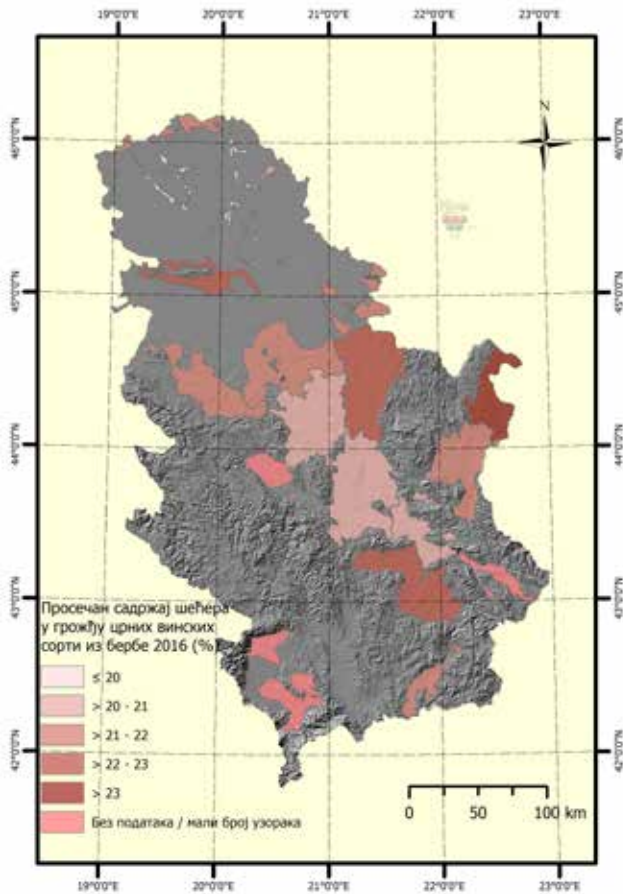 19°0'0"E 20°0'0"E 21°0'0"E 22°0'0"E 23°0'0"E
N
46°0'0"N 46°0'0"N
45°0'0"N 45°0'0"N
44°0'0"N 44°0'0"N
43°0'0"N 43°0'0"N
Просечан садржај шећера
у грожђу црних винских
сорти из бербе 2016 (%)
≤ 20
> 20 - 21
> 21 - 22
> 22 - 23
> 23
Без података / мали број узорака
42°0'0"N 42°0'0"N
0 50 100 km
19°0'0"E 20°0'0"E 21°0'0"E 22°0'0"E 23°0'0"E